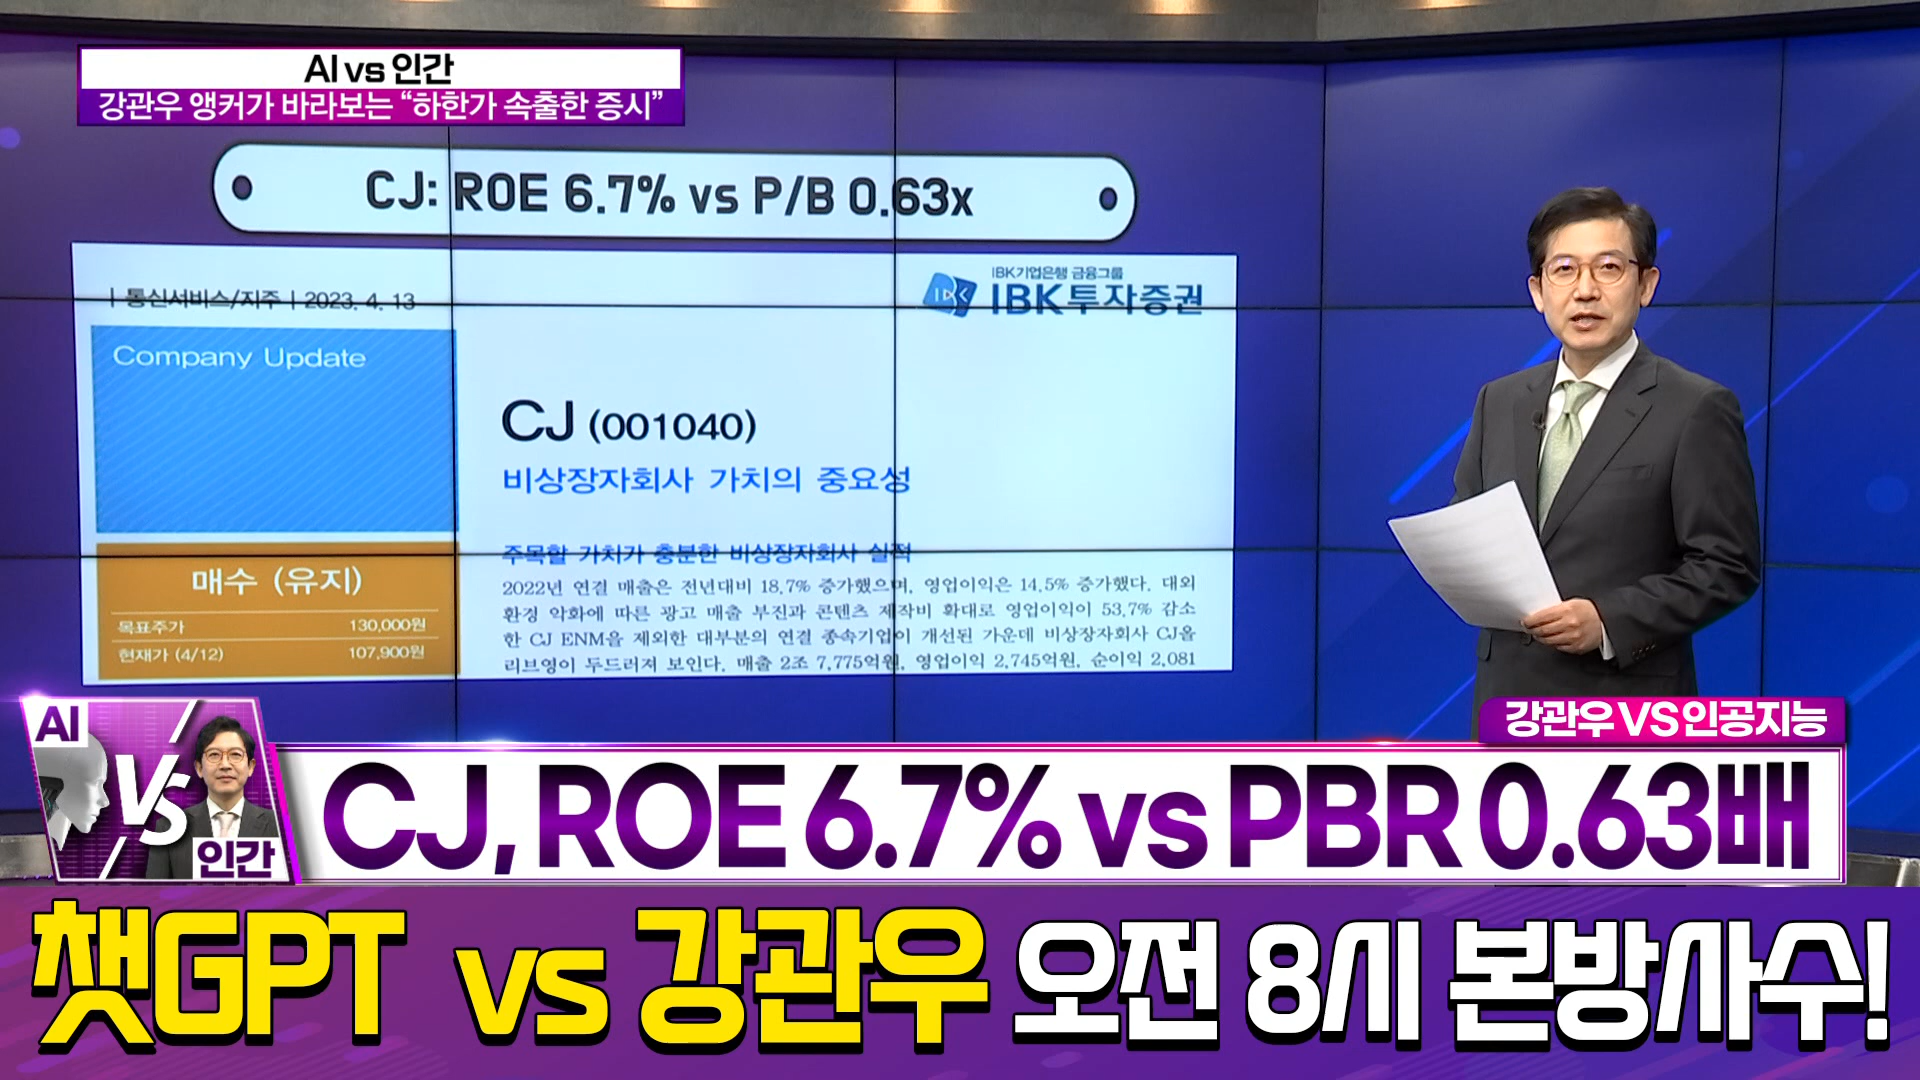 AI vs 인간
강관우 앵커가 바라보는 “하한가 속출한 증시”
CJ: ROE 6.7% vs P/B 0.63x
| 통신서비스/지주 | 2023. 4. 13
IBK기업은행 금융그룹
IBK투자증권
Company Update
CJ (001040)
비상장자회사 가치의 중요성
주목할 가치가 충분한 비상장자회사 실적
2022년 연결 매출은 전년대비 18.7% 증가했으며, 영업이익은 14.5% 증가했다. 대외
환경 악화에 따른 광고 매출 부진과 콘텐츠 제작비 확대로 영업이익이 53.7% 감소
한 CJ ENM을 제외한 대부분의 연결 종속기업이 개선된 가운데 비상장자회사 CJ올
리브영이 두드러져 보인다. 매출 2조 7,775억원, 영업이익 2,745억원, 순이익 2,081
매수 (유지)
목표주가 130,000원
현재가 (4/12) 107,900원
강관우 VS 인공지능
AI
VS
인간
CJ, ROE 6.7% vs PBR 0.63배
챗GPT vs 강관우 오전 8시 본방사수!